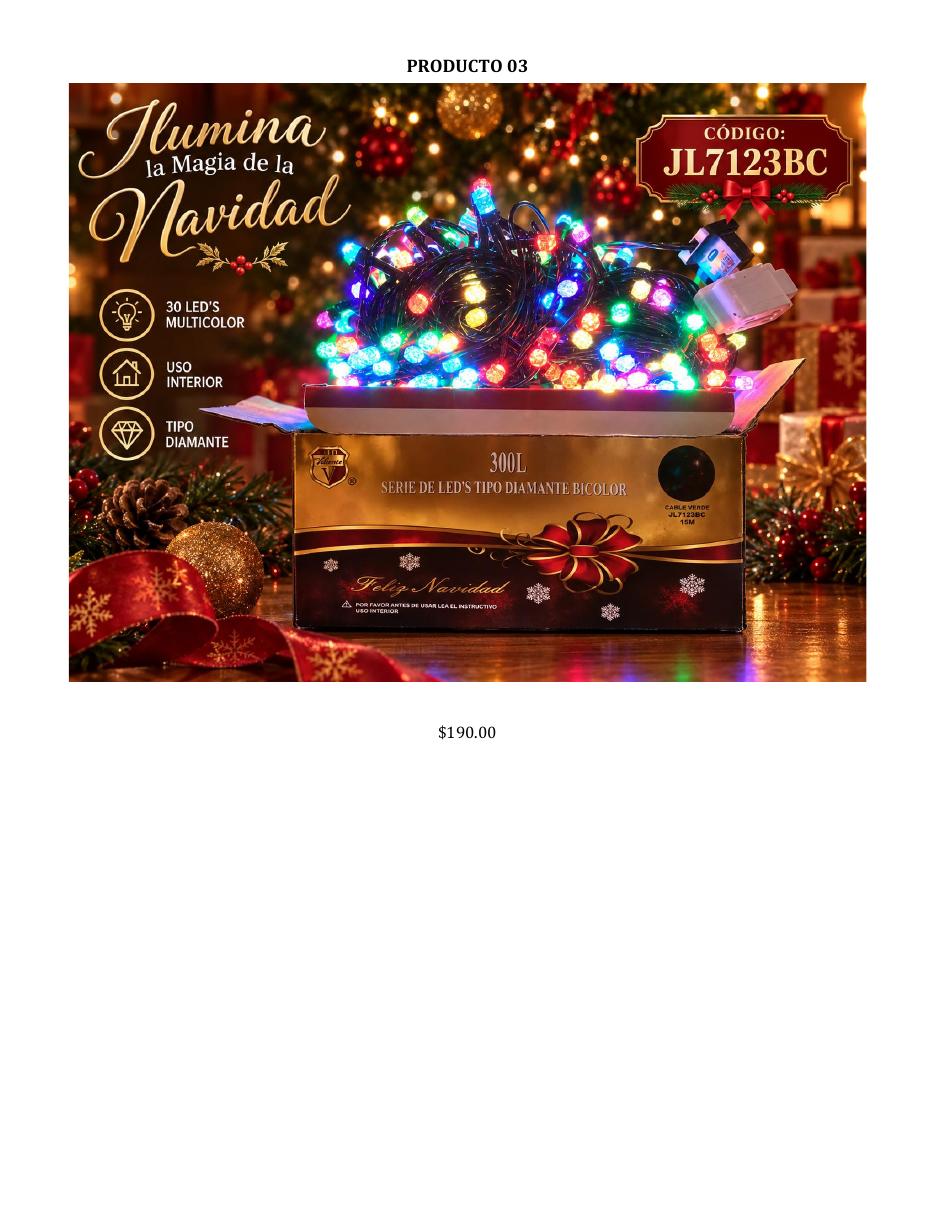 PRODUCTO 03
Ilumina
la Magia de la
Navidad
CÓDIGO:
JL7123BC
30 LED'S
MULTICOLOR
USO
INTERIOR
TIPO
DIAMANTE
Valiente
V
®
300L
SERIE DE LED'S TIPO DIAMANTE BICOLOR
CABLE VERDE
JL7123BC
15M
Feliz Navidad
POR FAVOR ANTES DE USAR LEA EL INSTRUCTIVO
USO INTERIOR
$190.00